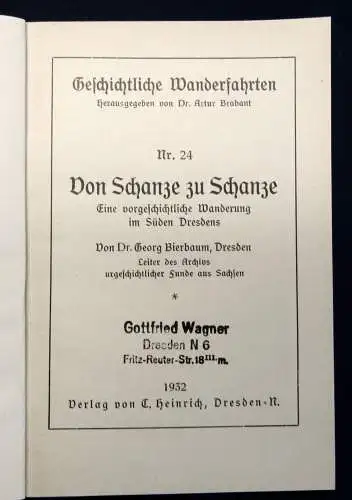 Geschichtliche Wanderfahrten
Herausgegeben von Dr. Artur Brabant
Nr. 24
Von Schanze zu Schanze
Eine vorgeschichtliche Wanderung
im Süden Dresdens
Von Dr. Georg Bierbaum, Dresden
Leiter des Archivs
urgeschichtlicher Funde aus Sachsen
*
Gottfried Wagner
Dresden N 6
Fritz-Reuter-Str. 18 III. m.
1932
Verlag von C. Heinrich, Dresden-N.